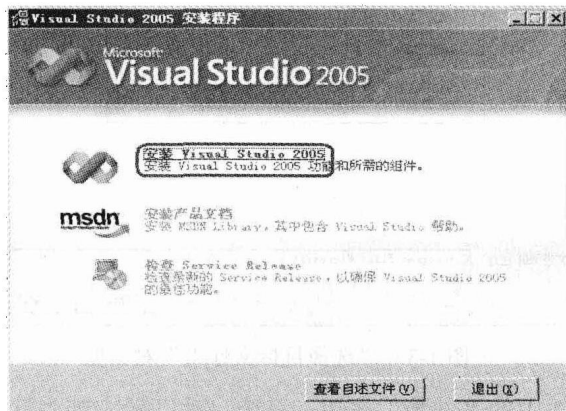 Visual Studio 2005 安装程序
Microsoft
Visual Studio 2005
安装 Visual Studio 2005
安装 Visual Studio 2005 功能和所需的组件。
msdn
安装产品文档
安装 MSDN Library，其中包含 Visual Studio 帮助。
检查 Service Release
检查最新的 Service Release，以确保 Visual Studio 2005
的最佳功能。
查看自述文件(V)
退出(X)